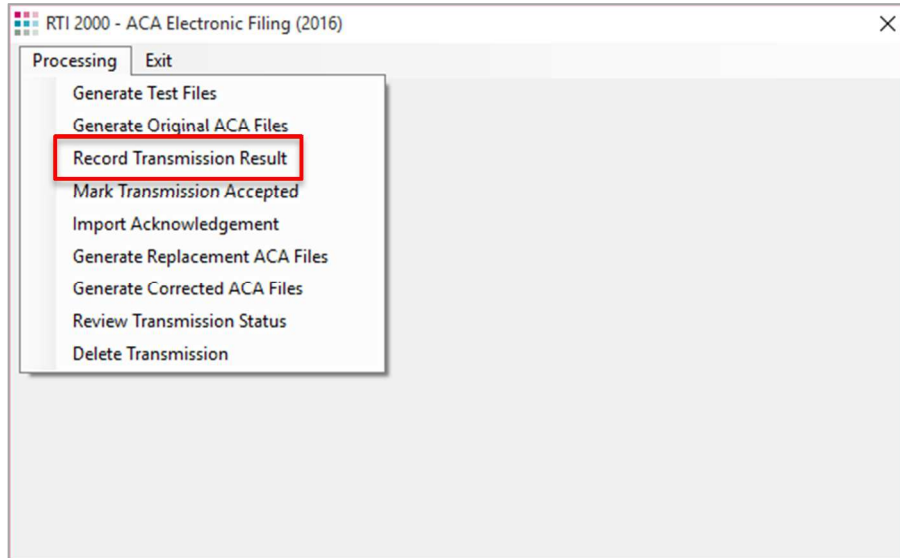 RTI 2000 - ACA Electronic Filing (2016)
Processing Exit
Generate Test Files
Generate Original ACA Files
Record Transmission Result
Mark Transmission Accepted
Import Acknowledgement
Generate Replacement ACA Files
Generate Corrected ACA Files
Review Transmission Status
Delete Transmission